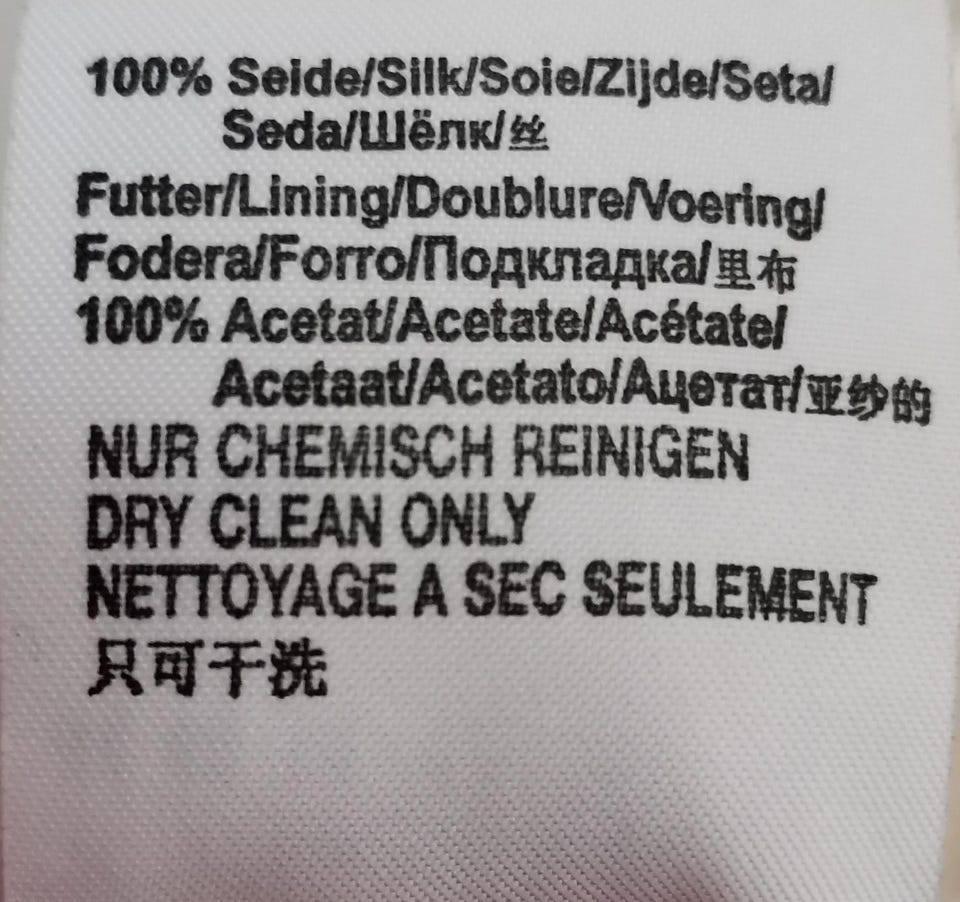 100% Seide/Silk/Soie/Zijde/Seta/
Seda/Шёлк/丝
Futter/Lining/Doublure/Voering/
Fodera/Forro/Подкладка/里布
100% Acetat/Acetate/Acétate/
Acetaat/Acetato/Ацетат/亚纱的
NUR CHEMISCH REINIGEN
DRY CLEAN ONLY
NETTOYAGE A SEC SEULEMENT
只可干洗